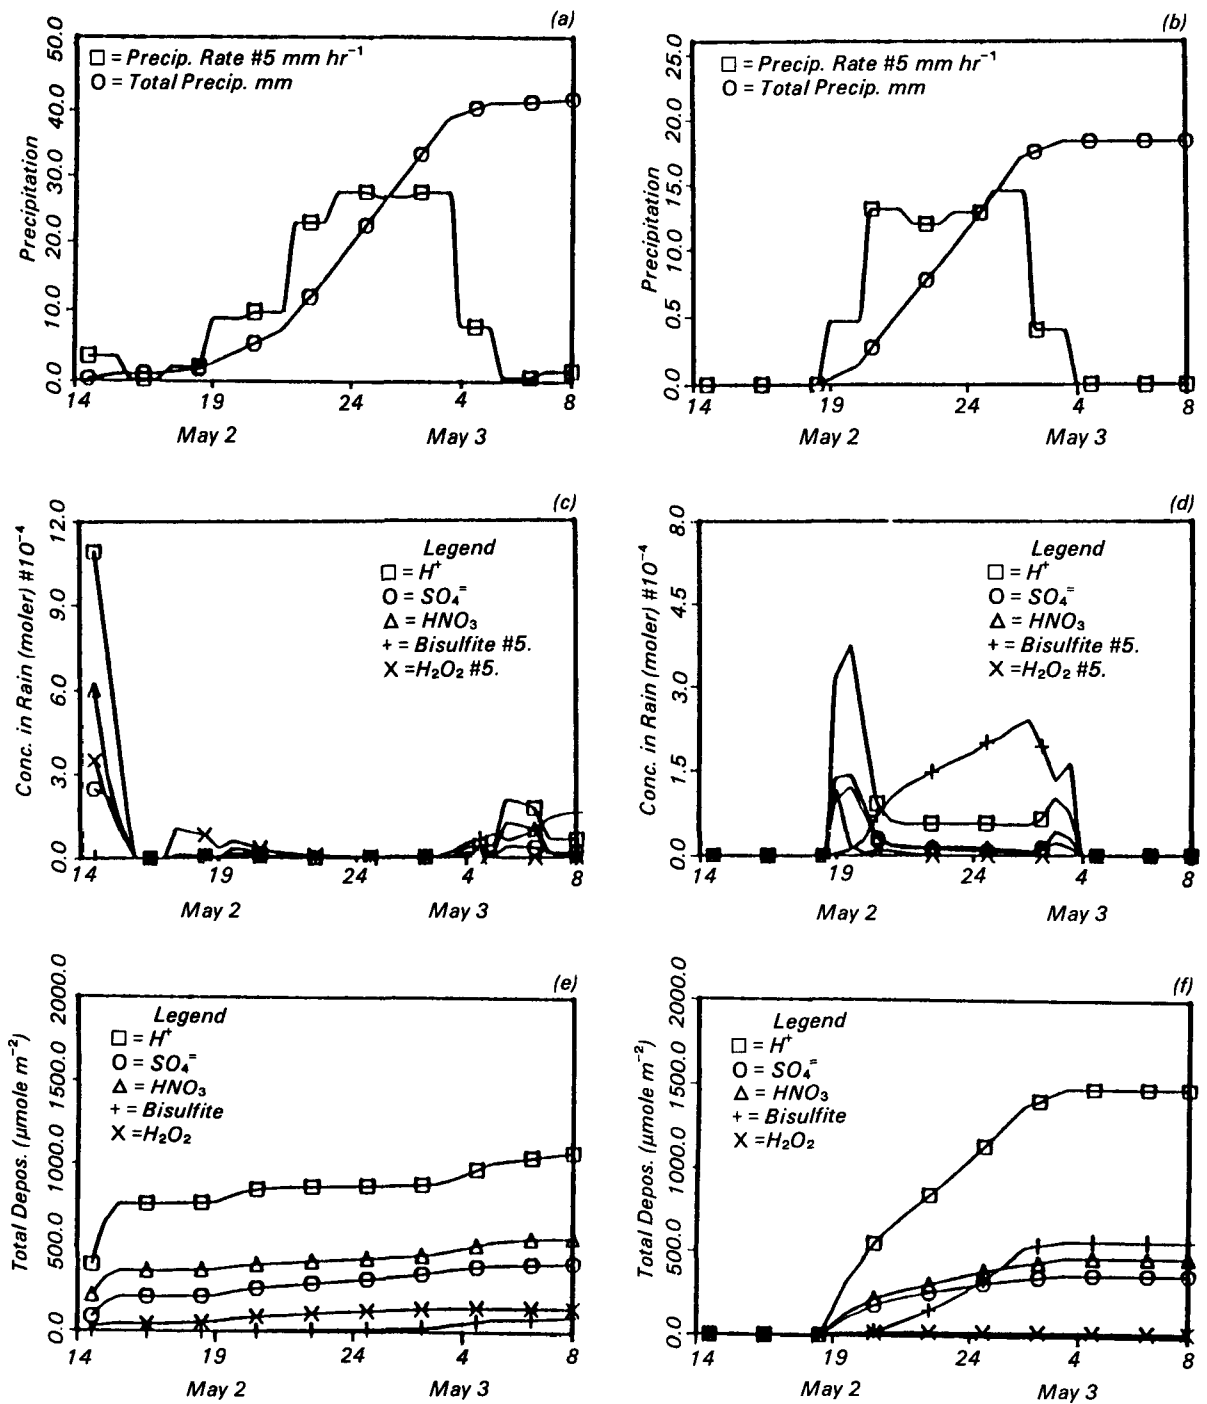 (a)
50.0
40.0
30.0
20.0
10.0
0.0
Precipitation
□ = Precip. Rate #5 mm hr⁻¹
O = Total Precip. mm
14 19 24 4 8
May 2 May 3
(b)
25.0
20.0
15.0
10.0
0.5
0.0
Precipitation
□ = Precip. Rate #5 mm hr⁻¹
O = Total Precip. mm
14 19 24 4 8
May 2 May 3
(c)
12.0
9.0
6.0
3.0
0.0
Conc. in Rain (moler) #10⁻⁴
Legend
□ = H⁺
O = SO₄⁼
Δ = HNO₃
+ = Bisulfite #5.
X =H₂O₂ #5.
14 19 24 4 8
May 2 May 3
(d)
8.0
4.5
3.0
1.5
0.0
Conc. in Rain (moler) #10⁻⁴
Legend
□ = H⁺
O = SO₄⁼
Δ = HNO₃
+ = Bisulfite #5.
X =H₂O₂ #5.
14 19 24 4 8
May 2 May 3
(e)
2000.0
1500.0
1000.0
500.0
0.0
Total Depos. (μmole m⁻²)
Legend
□ = H⁺
O = SO₄⁼
Δ = HNO₃
+ = Bisulfite
X =H₂O₂
14 19 24 4 8
May 2 May 3
(f)
2000.0
1500.0
1000.0
500.0
0.0
Total Depos. (μmole m⁻²)
Legend
□ = H⁺
O = SO₄⁼
Δ = HNO₃
+ = Bisulfite
X =H₂O₂
14 19 24 4 8
May 2 May 3